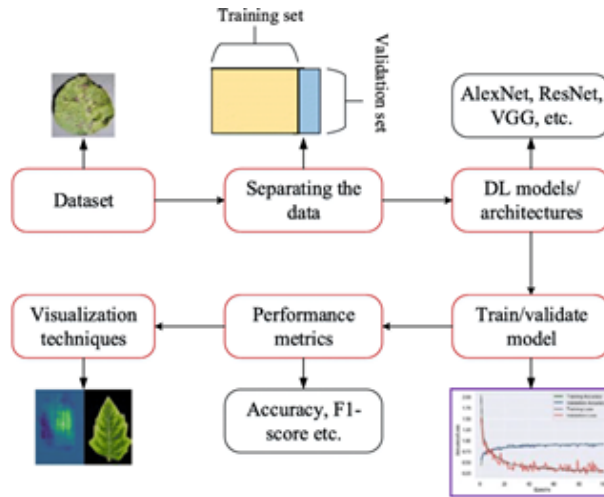 Training set
Validation set
AlexNet, ResNet,
VGG, etc.
Dataset
Separating the
data
DL models/
architectures
Visualization
techniques
Performance
metrics
Train/validate
model
Accuracy, F1-
score etc.